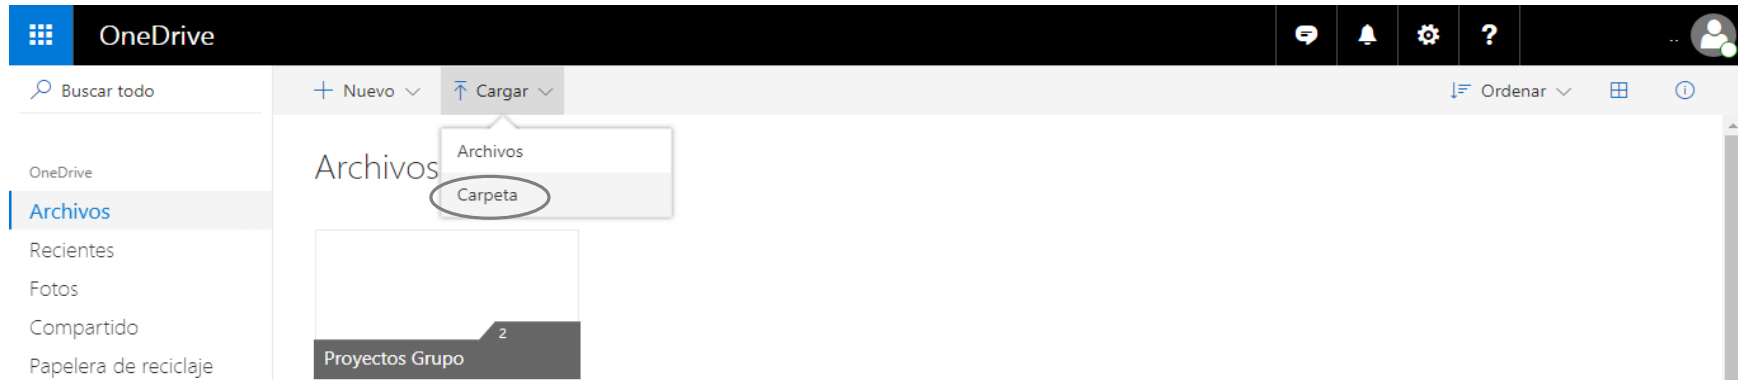 OneDrive
?
Buscar todo
Nuevo
Cargar
Ordenar
Archivos
Carpeta
Archivos
OneDrive
Archivos
Recientes
Fotos
Compartido
Papelera de reciclaje
2
Proyectos Grupo